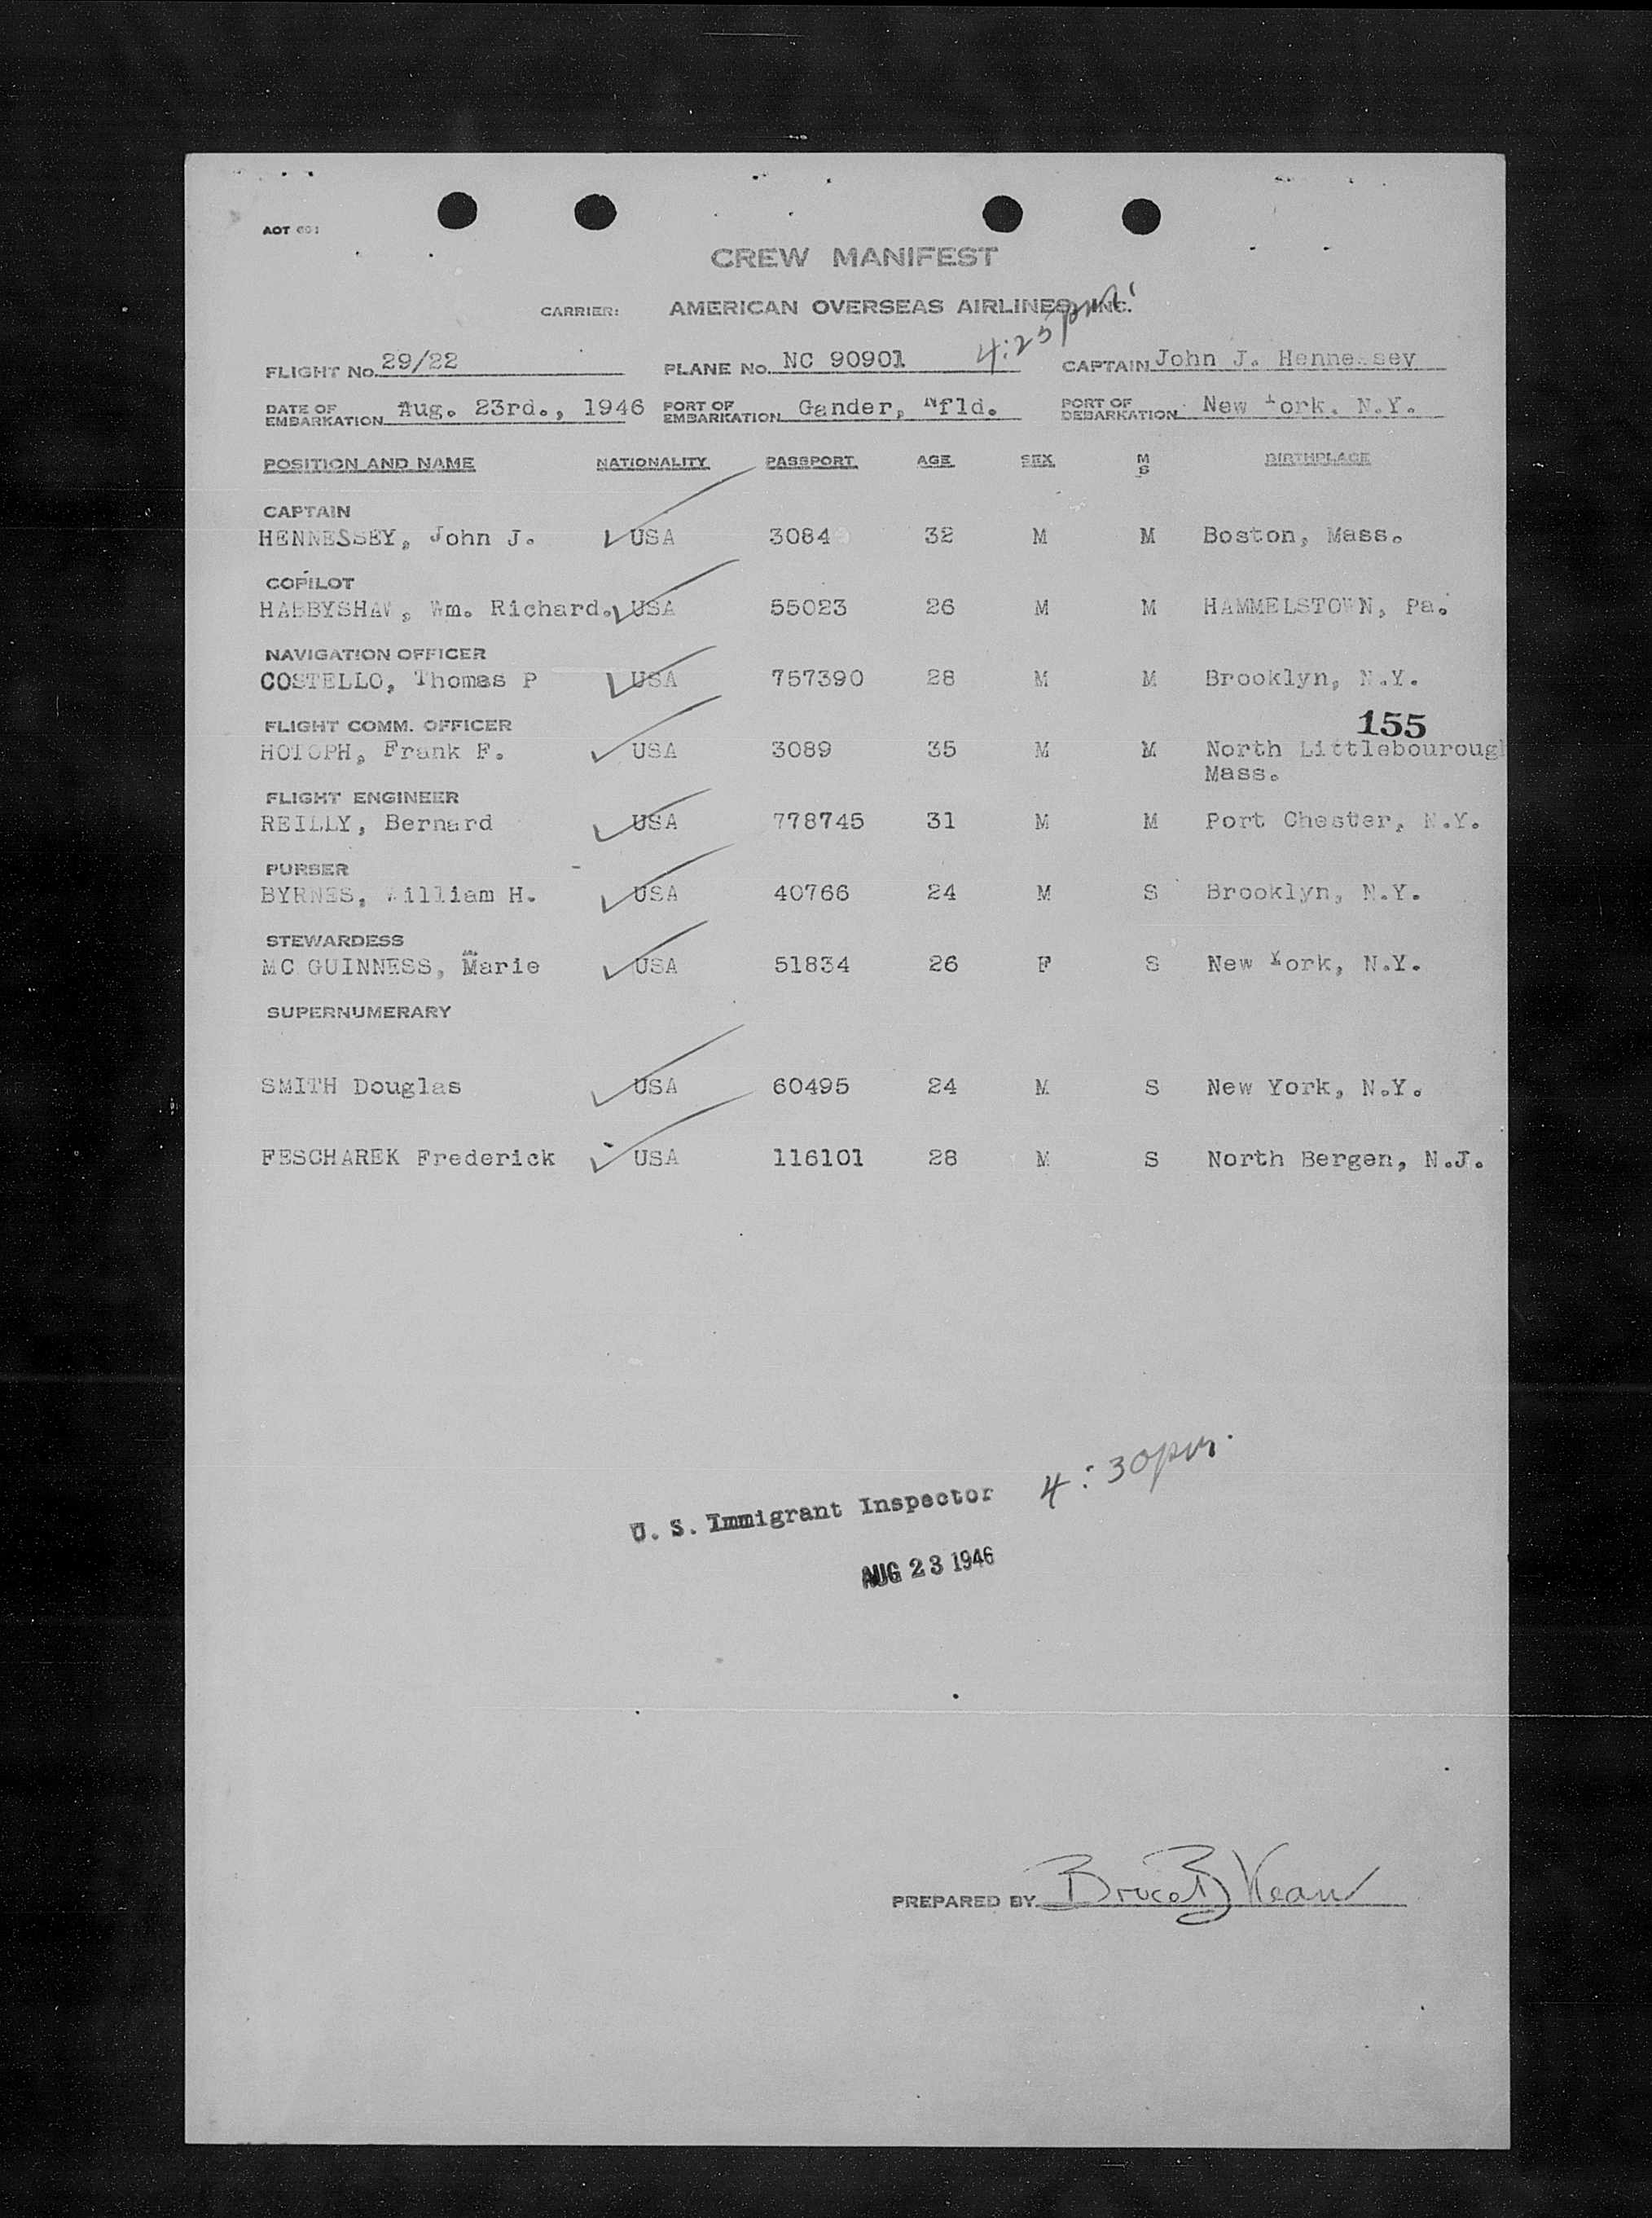 AOT 601
CREW MANIFEST
CARRIER: AMERICAN OVERSEAS AIRLINES, INC.
4:25 pm
FLIGHT No. 29/22 PLANE No. NC 90901 CAPTAIN John J. Hennessey
DATE OF EMBARKATION Aug. 23rd., 1946 PORT OF EMBARKATION Gander, Nfld. PORT OF DEBARKATION New York. N.Y.
POSITION AND NAME NATIONALITY PASSPORT AGE SEX M S BIRTHPLACE
CAPTAIN
HENNESSEY, John J. USA 3084 32 M M Boston, Mass.
COPILOT
HABBYSHAW, Wm. Richard. USA 55023 26 M M HAMMELSTOWN, Pa.
NAVIGATION OFFICER
COSTELLO, Thomas P USA 757390 28 M M Brooklyn, N.Y.
155
FLIGHT COMM. OFFICER
HOTOPH, Frank F. USA 3089 35 M M North Littlebourough
Mass.
FLIGHT ENGINEER
REILLY, Bernard USA 778745 31 M M Port Chester, N.Y.
PURSER
BYRNES, William H. USA 40766 24 M S Brooklyn, N.Y.
STEWARDESS
MC GUINNESS, Marie USA 51834 26 F S New York, N.Y.
SUPERNUMERARY
SMITH Douglas USA 60495 24 M S New York, N.Y.
FESCHAREK Frederick USA 116101 28 M S North Bergen, N.J.
U. S. Immigrant Inspector 4:30pm.
AUG 23 1946
PREPARED BY Bruce B Kean